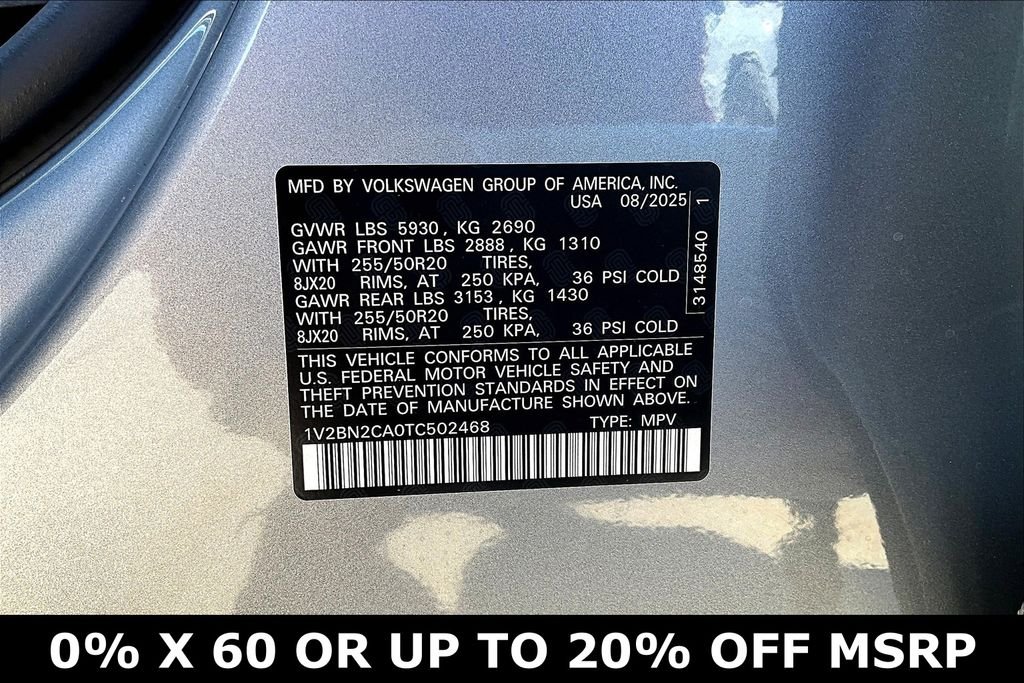 MFD BY VOLKSWAGEN GROUP OF AMERICA, INC.
USA 08/2025
GVWR LBS 5930, KG 2690
GAWR FRONT LBS 2888, KG 1310
WITH 255/50R20 TIRES,
8JX20 RIMS, AT 250 KPA, 36 PSI COLD
GAWR REAR LBS 3153, KG 1430
WITH 255/50R20 TIRES,
8JX20 RIMS, AT 250 KPA, 36 PSI COLD
3148540 1
THIS VEHICLE CONFORMS TO ALL APPLICABLE
U.S. FEDERAL MOTOR VEHICLE SAFETY AND
THEFT PREVENTION STANDARDS IN EFFECT ON
THE DATE OF MANUFACTURE SHOWN ABOVE.
1V2BN2CA0TC502468 TYPE: MPV
0% X 60 OR UP TO 20% OFF MSRP